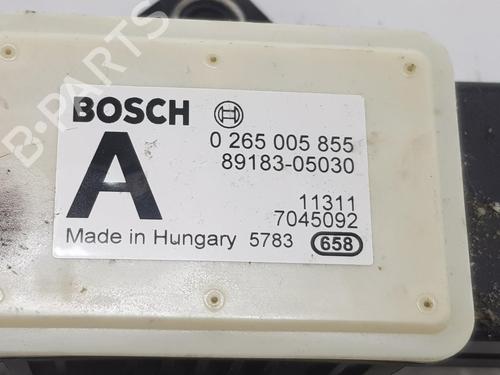 B-PARTS
BOSCH
0 265 005 855
89183-05030
A
11311
7045092
Made in Hungary 5783 658